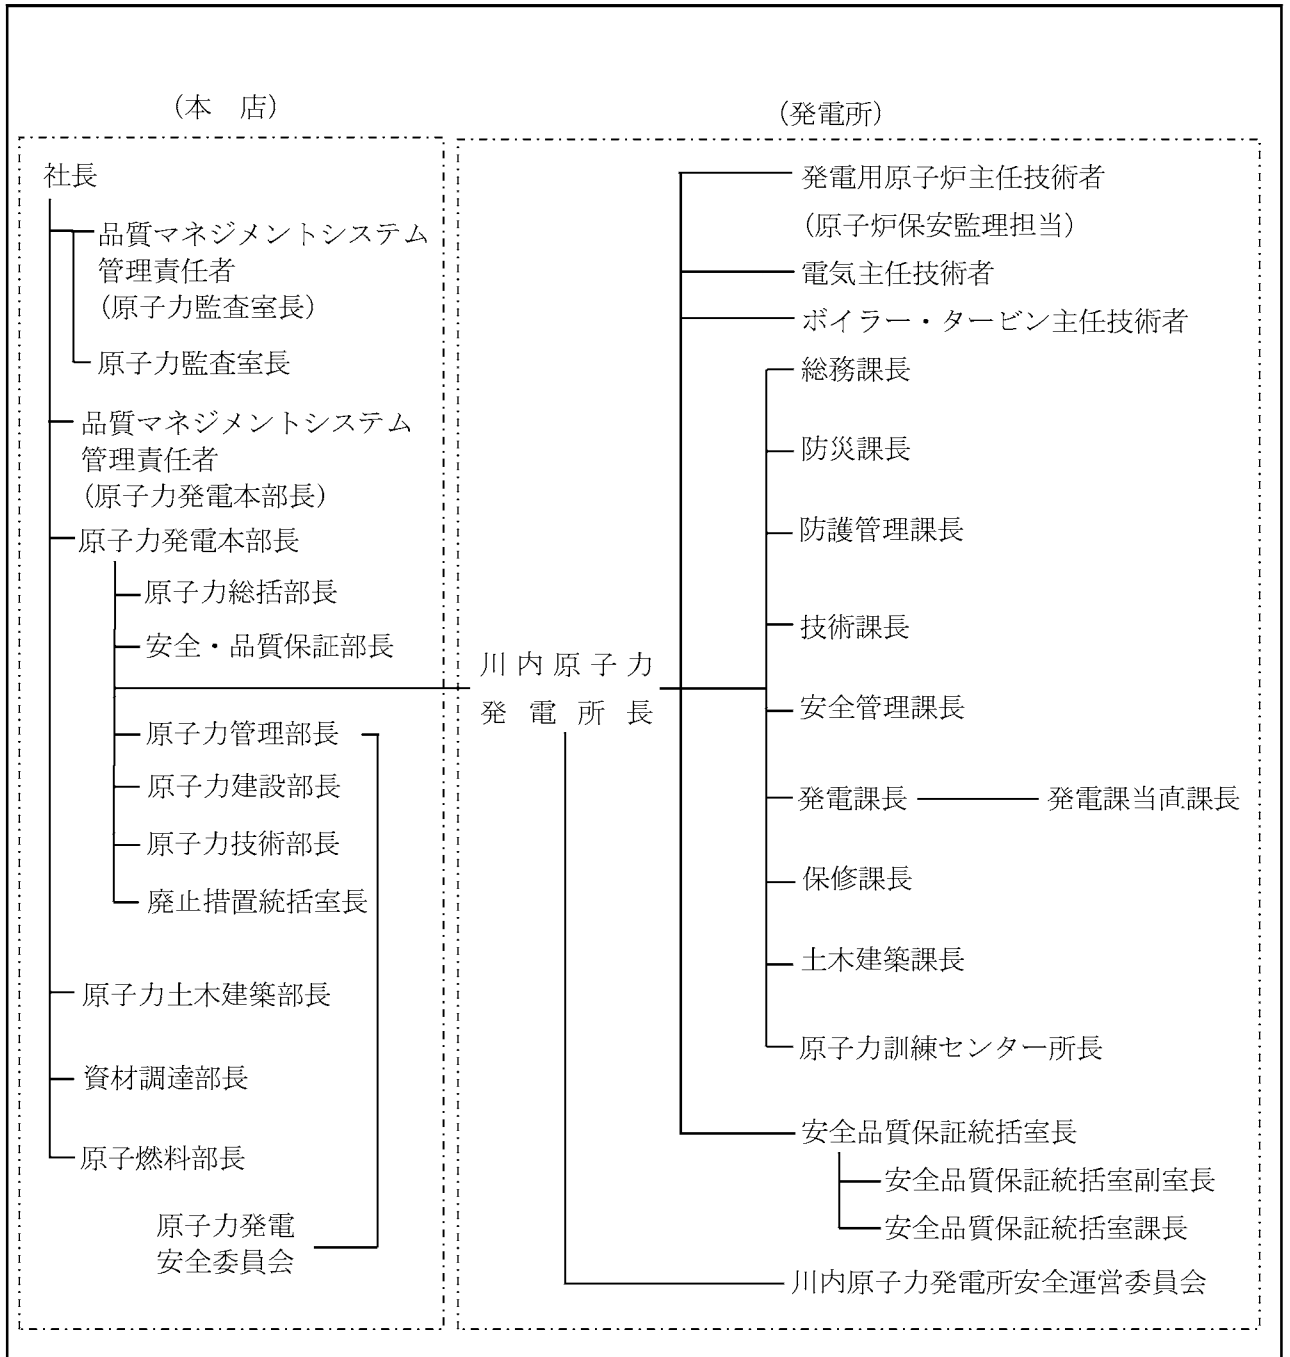 (本　店)
社長
品質マネジメントシステム
管理責任者
(原子力監査室長)
原子力監査室長
品質マネジメントシステム
管理責任者
(原子力発電本部長)
原子力発電本部長
原子力総括部長
安全・品質保証部長
原子力管理部長
原子力建設部長
原子力技術部長
廃止措置統括室長
原子力土木建築部長
資材調達部長
原子燃料部長
原子力発電
安全委員会
(発電所)
川内原子力
発電所長
発電用原子炉主任技術者
(原子炉保安監理担当)
電気主任技術者
ボイラー・タービン主任技術者
総務課長
防災課長
防護管理課長
技術課長
安全管理課長
発電課長
発電課当直課長
保修課長
土木建築課長
原子力訓練センター所長
安全品質保証統括室長
安全品質保証統括室副室長
安全品質保証統括室課長
川内原子力発電所安全運営委員会